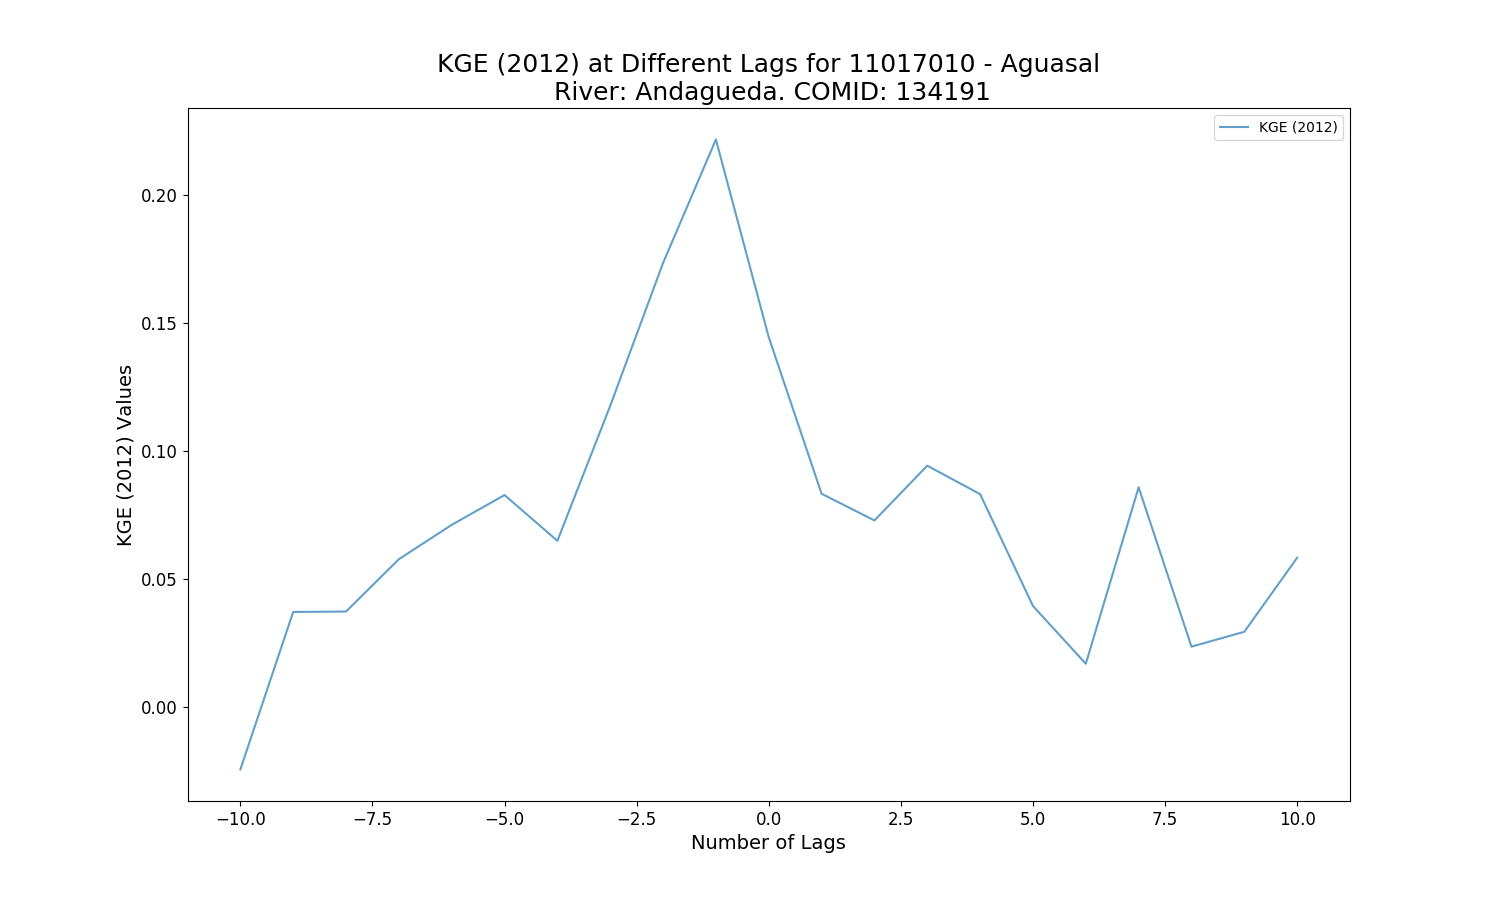 KGE (2012) at Different Lags for 11017010 - Aguasal
River: Andagueda. COMID: 134191
KGE (2012)
KGE (2012) Values
0.20
0.15
0.10
0.05
0.00
−10.0 −7.5 −5.0 −2.5 0.0 2.5 5.0 7.5 10.0
Number of Lags